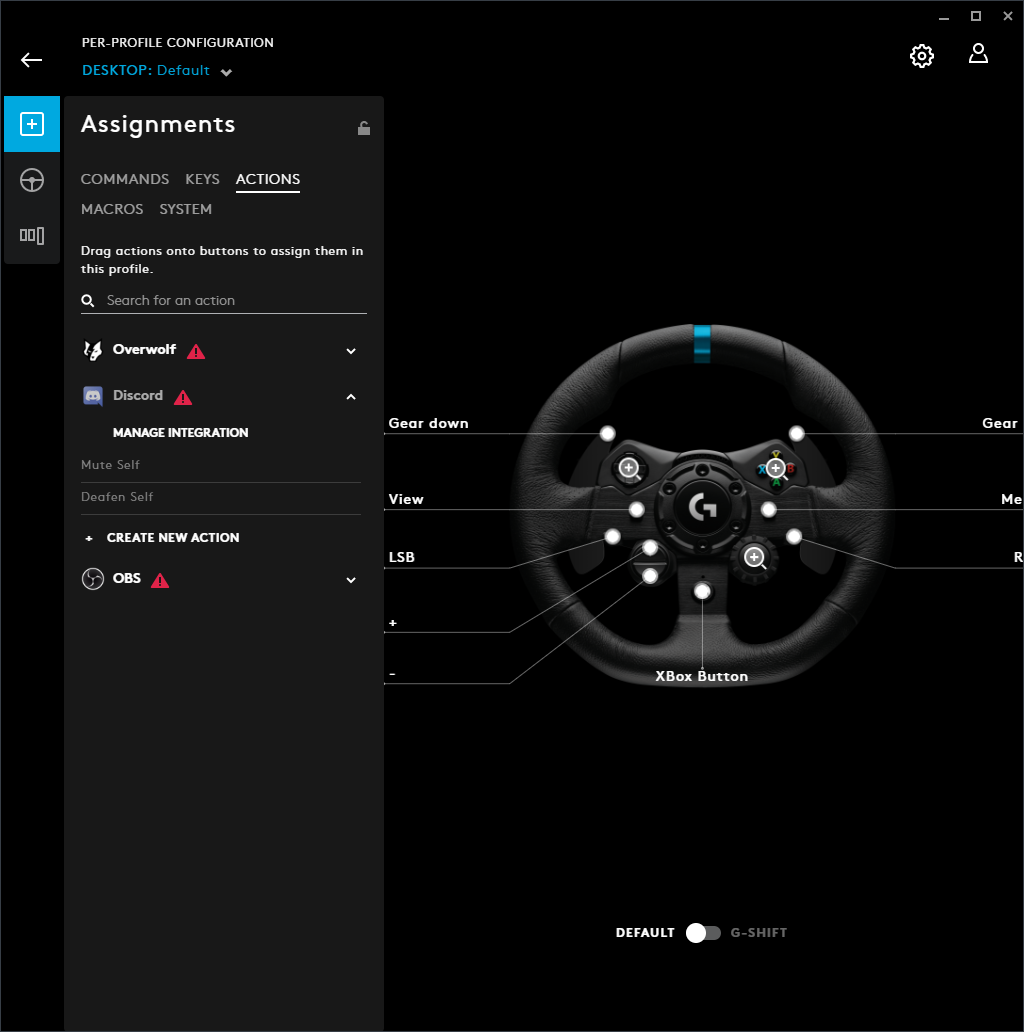 PER-PROFILE CONFIGURATION
DESKTOP: Default
Assignments
COMMANDS KEYS ACTIONS
MACROS SYSTEM
Drag actions onto buttons to assign them in
this profile.
Search for an action
Overwolf
Discord
MANAGE INTEGRATION
Mute Self
Deafen Self
+ CREATE NEW ACTION
OBS
Gear down
Gear
View
Me
LSB
R
+
-
Y
X
B
A
XBox Button
DEFAULT
G-SHIFT